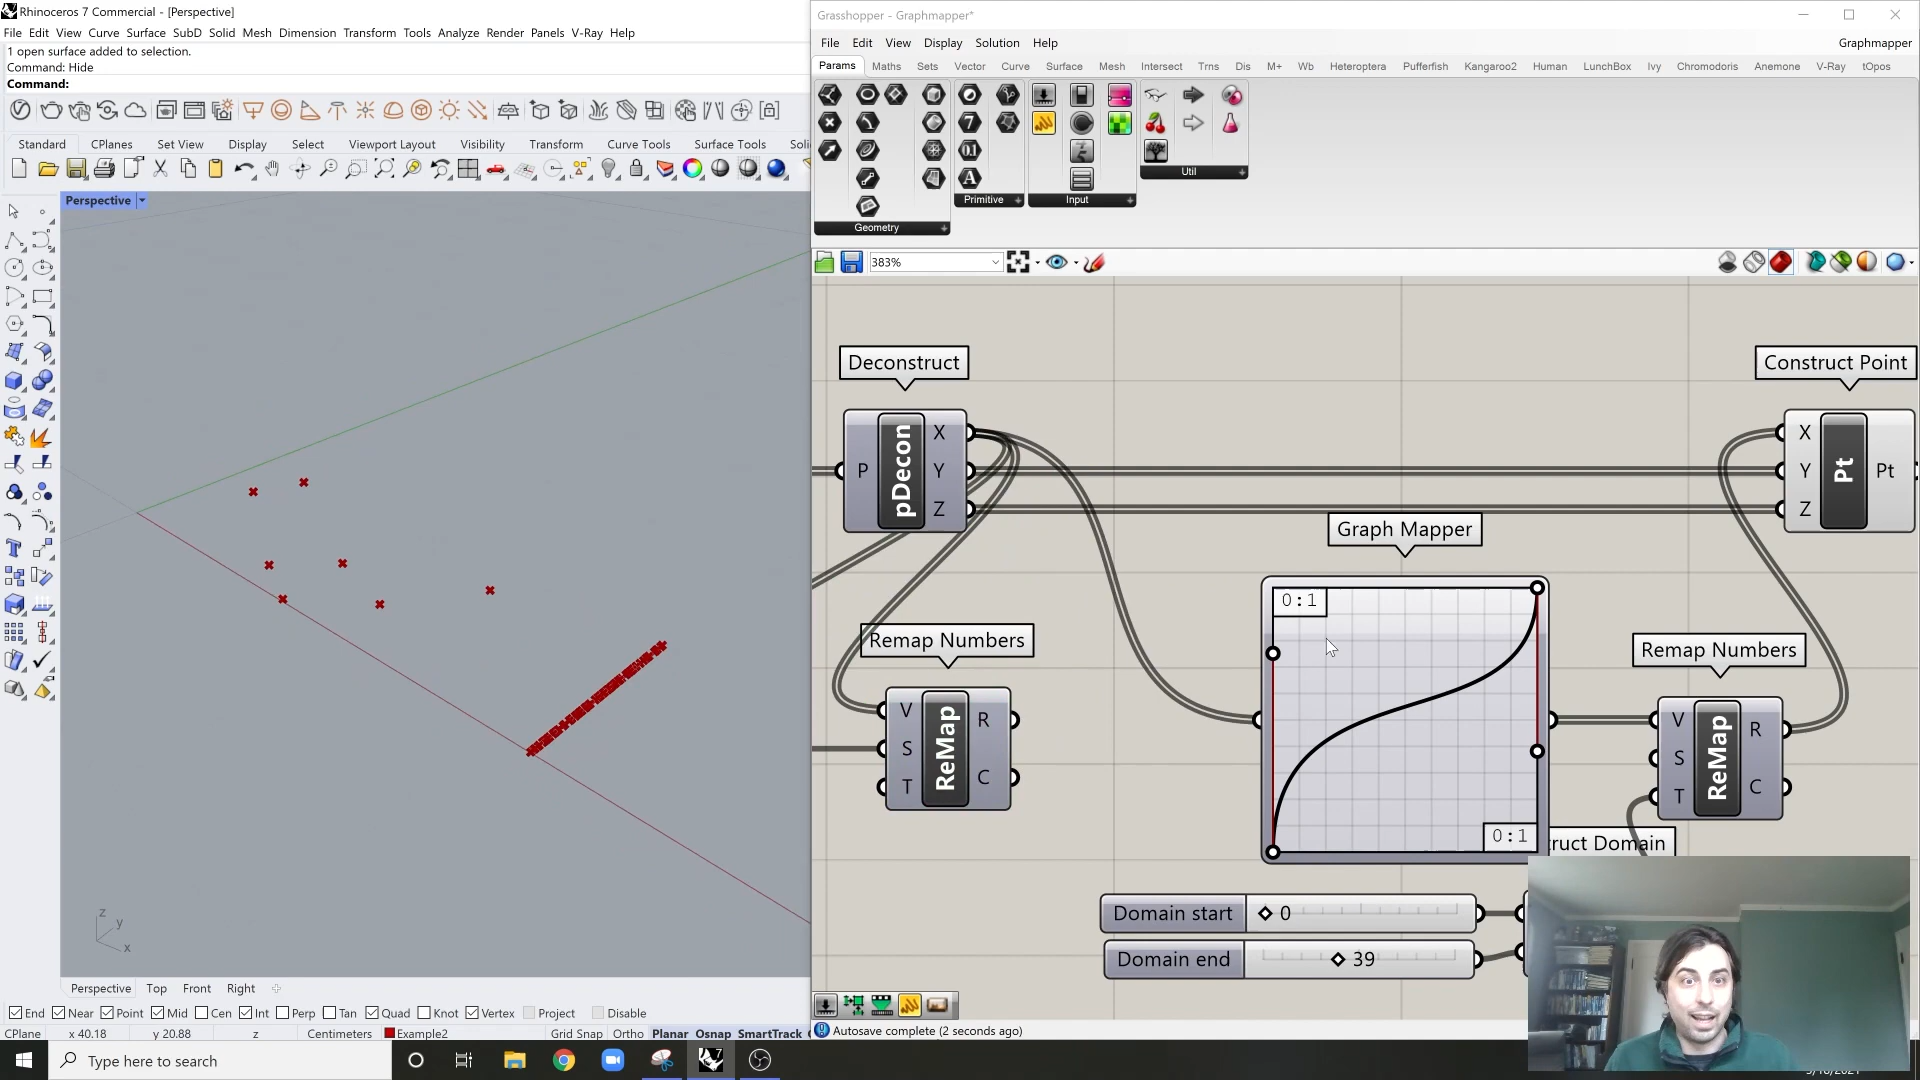 Rhinoceros 7 Commercial - [Perspective]
File Edit View Curve Surface SubD Solid Mesh Dimension Transform Tools Analyze Render Panels V-Ray Help
1 open surface added to selection.
Command: Hide
Command:
Standard CPlanes Set View Display Select Viewport Layout Visibility Transform Curve Tools Surface Tools Soli
Perspective
z
y
x
Perspective Top Front Right
End Near Point Mid Cen Int Perp Tan Quad Knot Vertex Project Disable
CPlane x 40.18 y 20.88 z Centimeters Example2 Grid Snap Ortho Planar Osnap SmartTrack
Type here to search
Grasshopper - Graphmapper*
File Edit View Display Solution Help Graphmapper
Params Maths Sets Vector Curve Surface Mesh Intersect Trns Dis M+ Wb Heteroptera Pufferfish Kangaroo2 Human LunchBox Ivy Chromodoris Anemone V-Ray tOpos
Geometry
Primitive
Input
Util
383%
Deconstruct
P pDecon X Y Z
Construct Point
X Y Z Pt Pt
Graph Mapper
0:1
0:1
Remap Numbers
V S T ReMap R C
Remap Numbers
V S T ReMap R C
ruct Domain
Domain start 0
Domain end 39
Autosave complete (2 seconds ago)